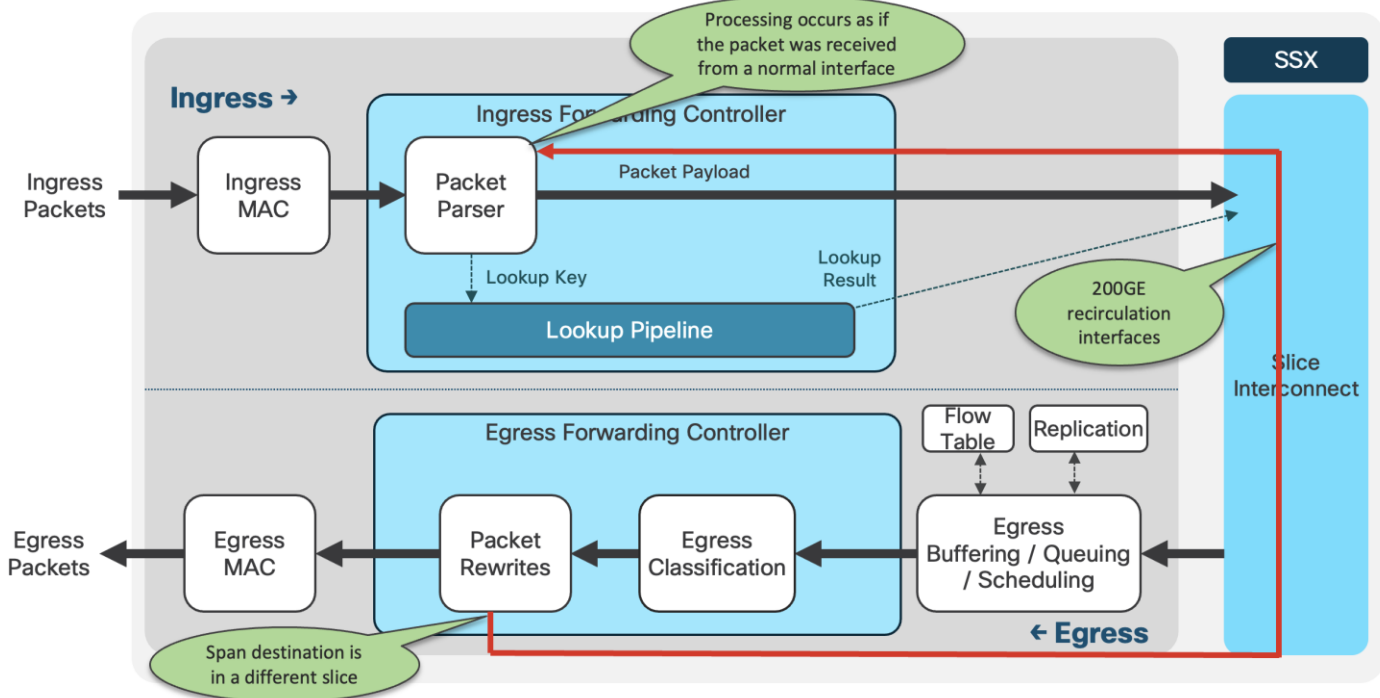 Processing occurs as if
the packet was received
from a normal interface
SSX
Ingress →
Ingress Forwarding Controller
Ingress
Packets
Ingress
MAC
Packet
Parser
Packet Payload
Lookup Key
Lookup
Result
Lookup Pipeline
200GE
recirculation
interfaces
Slice
Interconnect
Egress Forwarding Controller
Flow
Table
Replication
Egress
Packets
Egress
MAC
Packet
Rewrites
Egress
Classification
Egress
Buffering / Queuing
/ Scheduling
← Egress
Span destination is
in a different slice